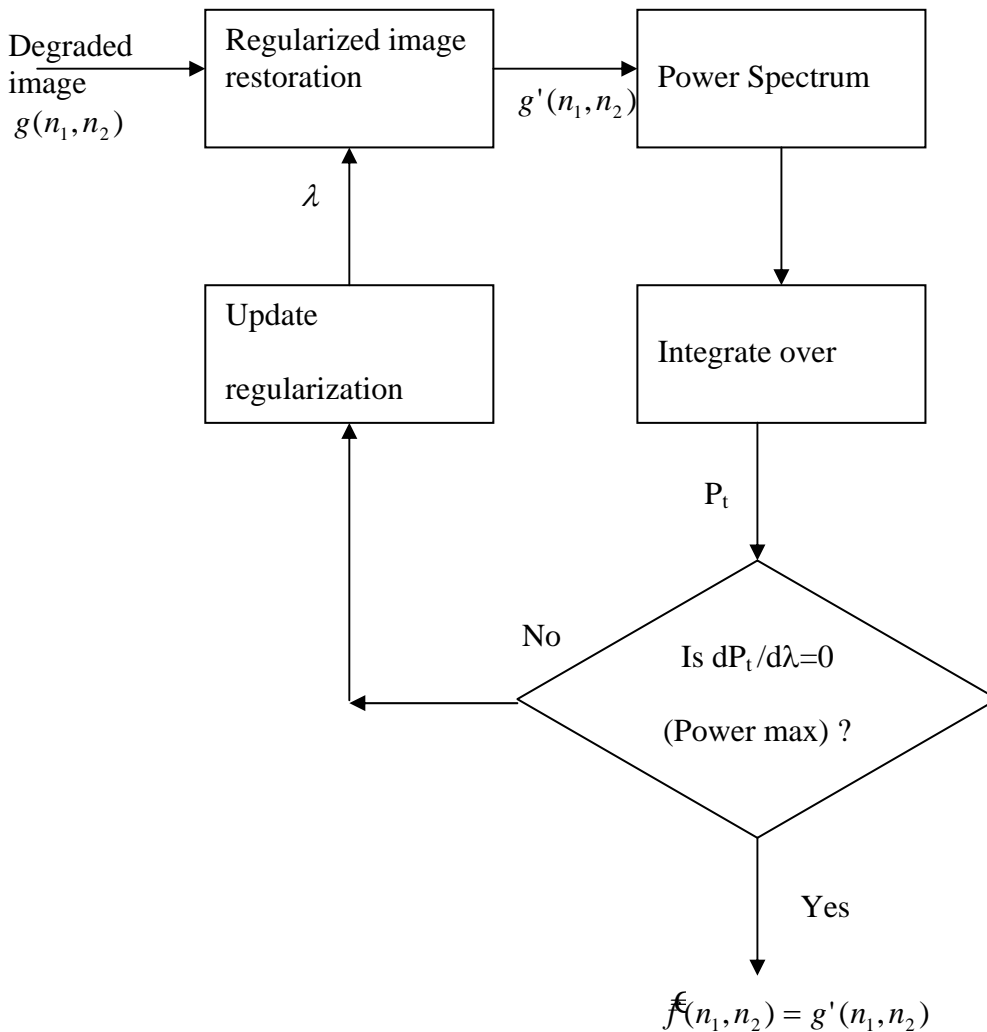 Degraded
image
g(n₁,n₂)
Regularized image
restoration
g'(n₁,n₂)
Power Spectrum
λ
Update
regularization
Integrate over
Pₜ
No
Is dPₜ/dλ=0
(Power max) ?
Yes
(n₁,n₂) = g'(n₁,n₂)